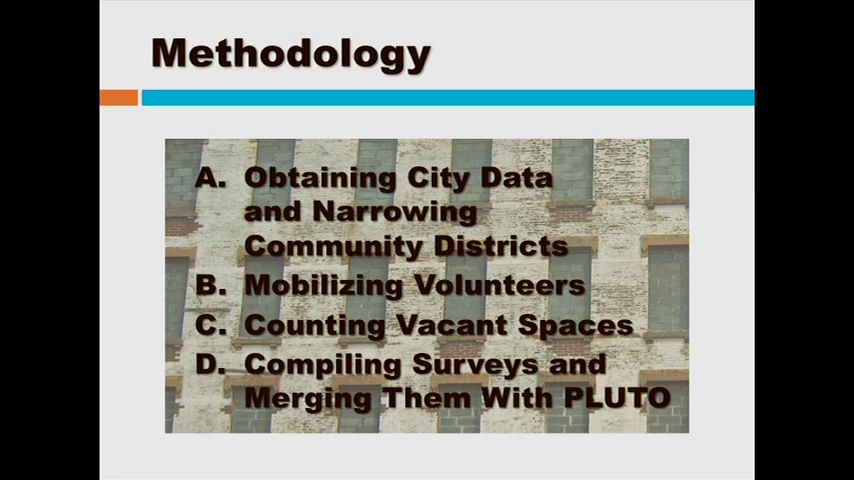 Methodology
A. Obtaining City Data
and Narrowing
Community Districts
B. Mobilizing Volunteers
C. Counting Vacant Spaces
D. Compiling Surveys and
Merging Them With PLUTO